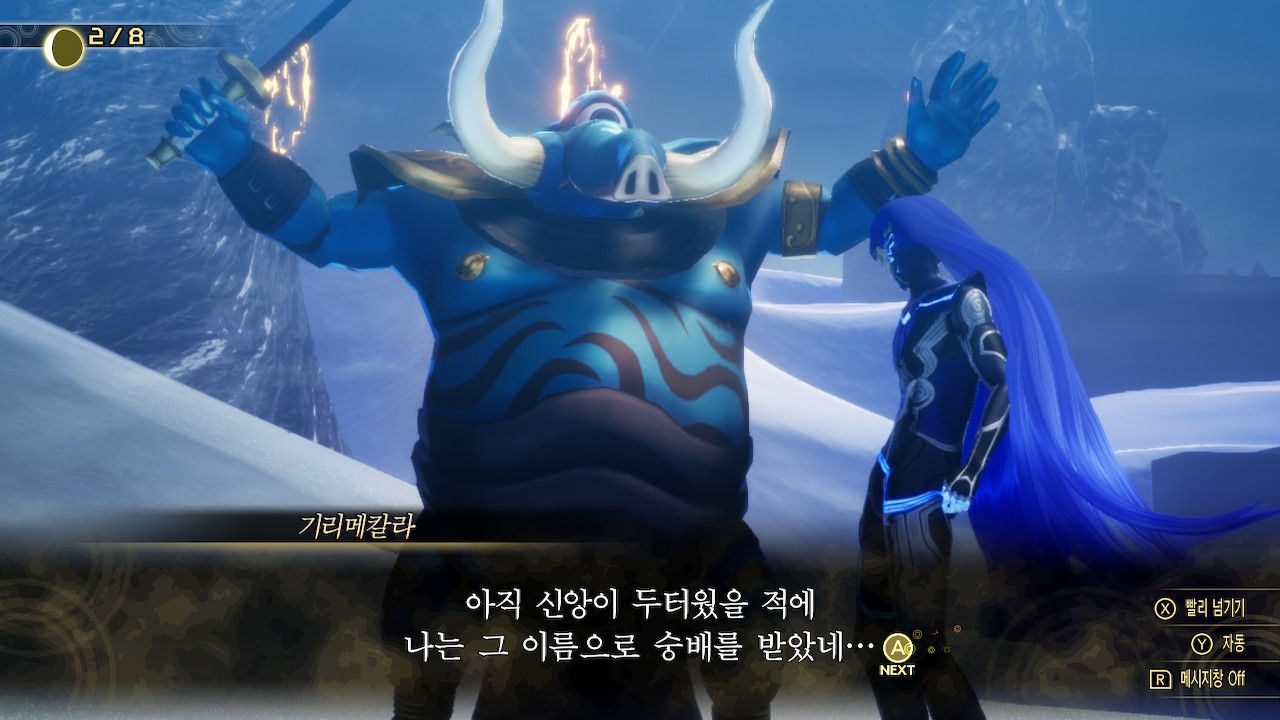 2/8
기리메칼라
아직 신앙이 두터웠을 적에
나는 그 이름으로 숭배를 받았네…
A
NEXT
X 빨리 넘기기
Y 자동
R 메시지창 Off